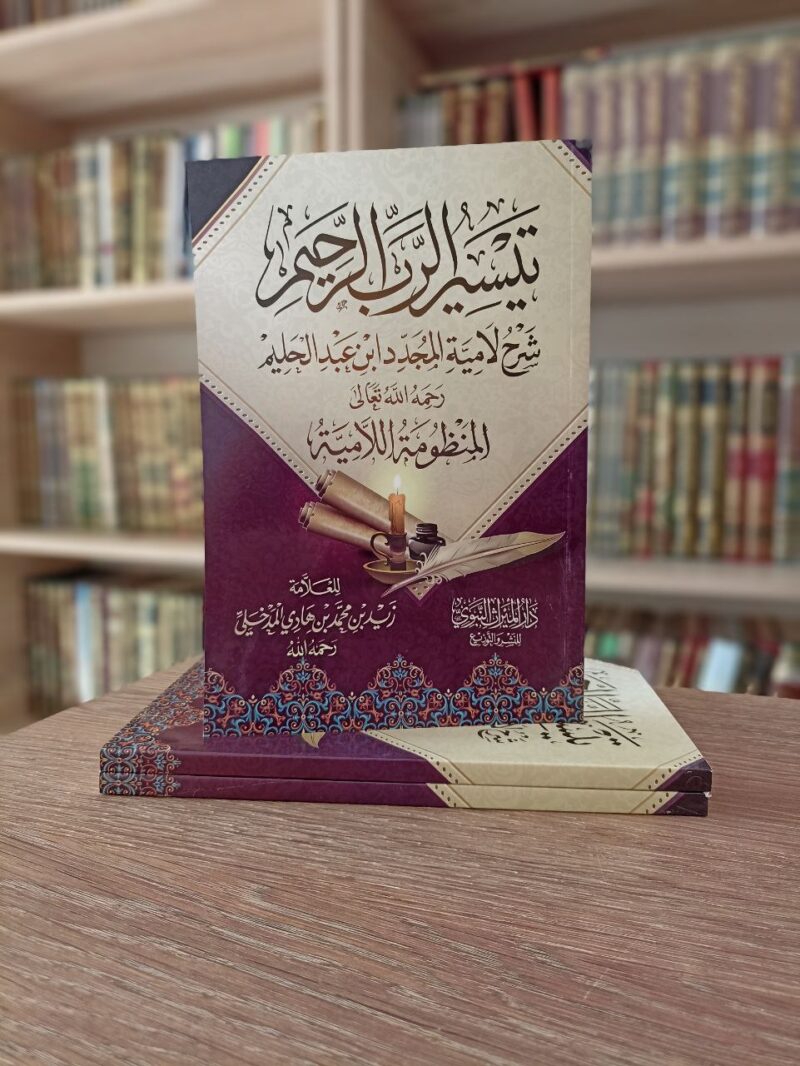 تيسير الرب الرحيم
شرح لامية المجدد ابن عبد الحليم
رحمه الله تعالى
المنظومة اللامية
للعلامة
زيد بن محمد بن هادي المدخلي
رحمه الله
دار الميراث النبوي
للنشر والتوزيع